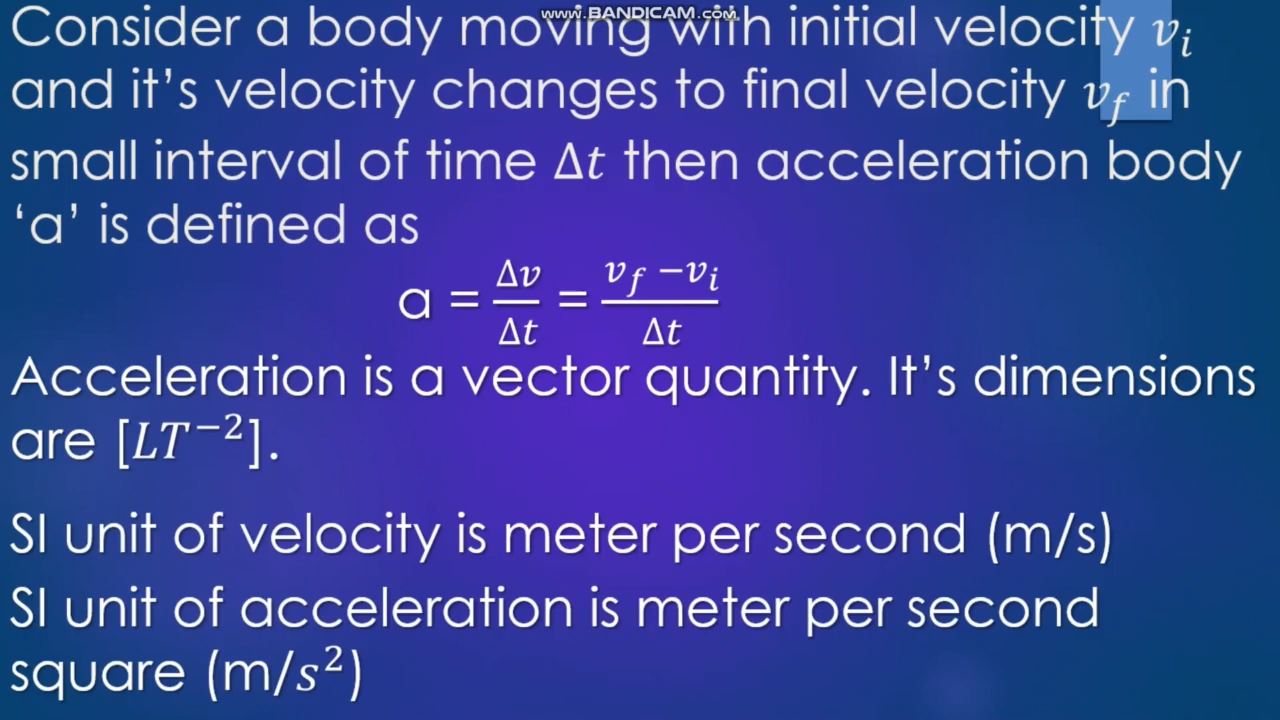 www.BANDICAM.com
Consider a body moving with initial velocity 𝑣ᵢ
and it’s velocity changes to final velocity 𝑣_f in
small interval of time Δ𝑡 then acceleration body
‘a’ is defined as
a = Δ𝑣/Δ𝑡 = (𝑣_f −𝑣ᵢ)/Δ𝑡
Acceleration is a vector quantity. It’s dimensions
are [𝐿𝑇⁻²].
SI unit of velocity is meter per second (m/s)
SI unit of acceleration is meter per second
square (m/𝑠²)